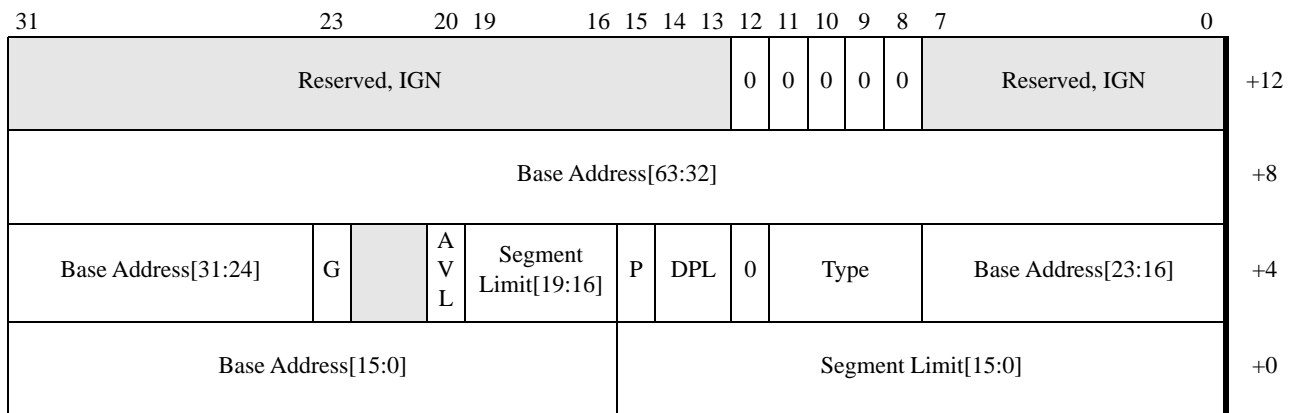 31 23 20 19 16 15 14 13 12 11 10 9 8 7 0
Reserved, IGN 0 0 0 0 0 Reserved, IGN +12
Base Address[63:32] +8
Base Address[31:24] G A V L Segment Limit[19:16] P DPL 0 Type Base Address[23:16] +4
Base Address[15:0] Segment Limit[15:0] +0